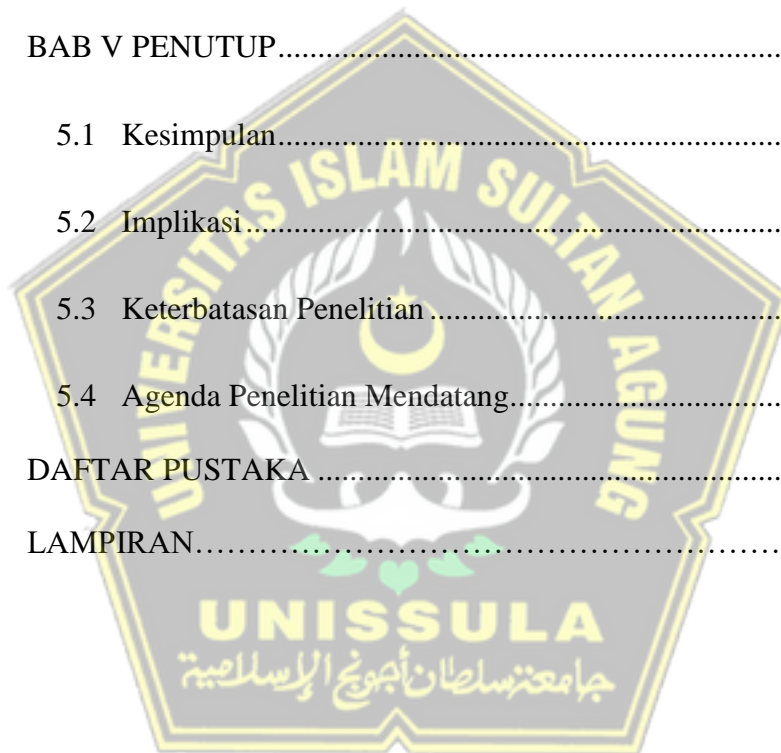 BAB V PENUTUP......................................................................
5.1 Kesimpulan......................................................................
5.2 Implikasi......................................................................
5.3 Keterbatasan Penelitian......................................................
5.4 Agenda Penelitian Mendatang..........................................
DAFTAR PUSTAKA......................................................................
LAMPIRAN……………………………………………………
UNIVERSITAS ISLAM SULTAN AGUNG
UNISSULA
جامعة سلطان أجونج الإسلامية